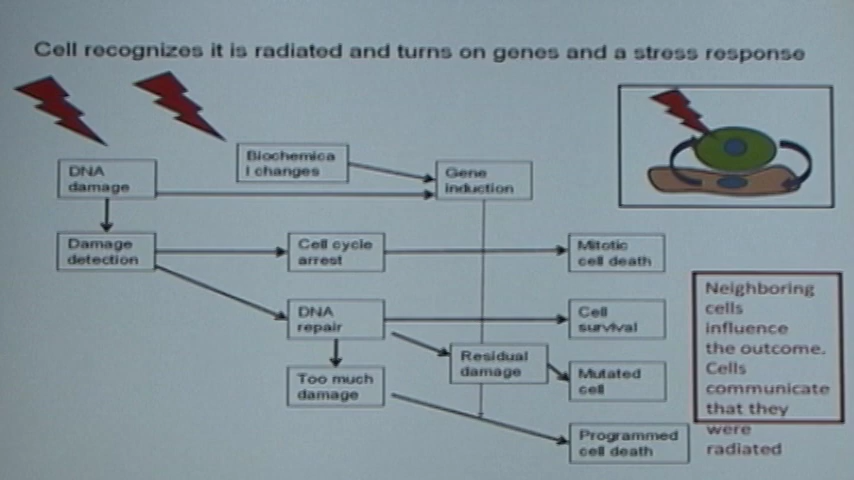 Cell recognizes it is radiated and turns on genes and a stress response
DNA
damage
Biochemica
l changes
Gene
induction
Damage
detection
Cell cycle
arrest
Mitotic
cell death
DNA
repair
Cell
survival
Residual
damage
Too much
damage
Mutated
cell
Programmed
cell death
Neighboring
cells
influence
the outcome.
Cells
communicate
that they
were
radiated